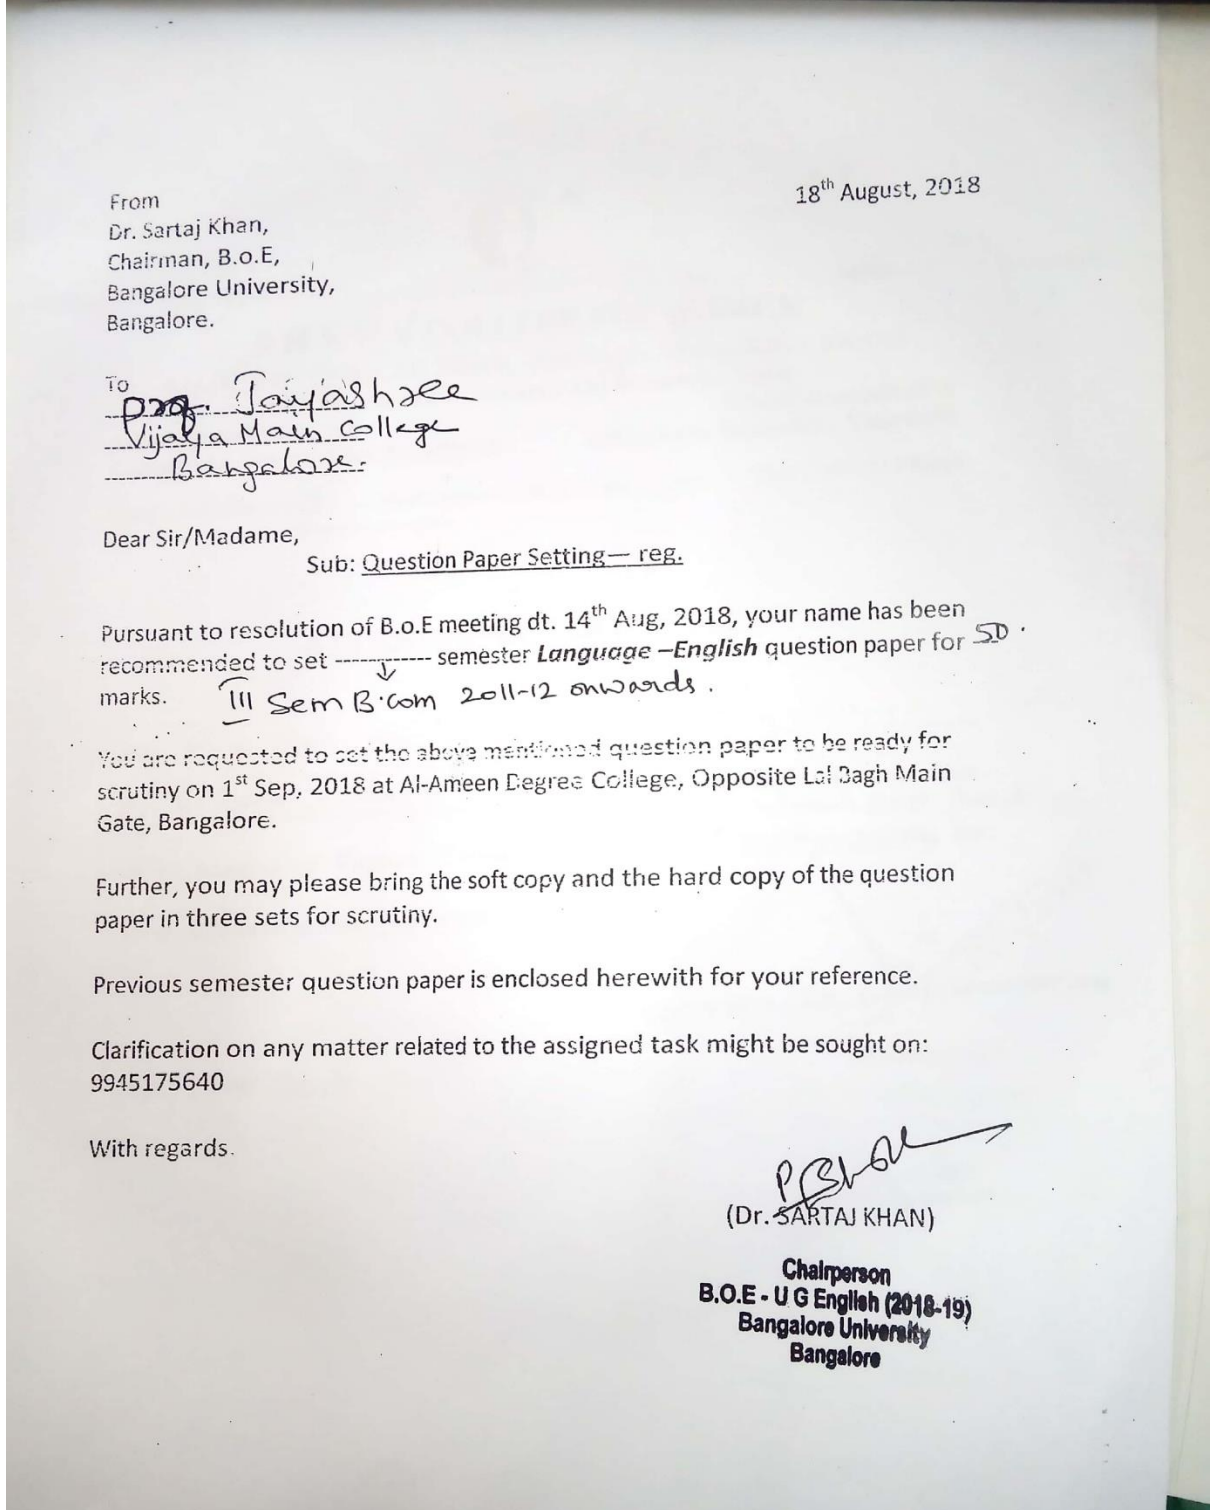 18th August, 2018
From
Dr. Sartaj Khan,
Chairman, B.o.E,
Bangalore University,
Bangalore.
To
Prof. Jayashree
Vijaya Main College
Bangalore.
Dear Sir/Madame,
Sub: Question Paper Setting— reg.
Pursuant to resolution of B.o.E meeting dt. 14th Aug, 2018, your name has been
recommended to set ------------ semester Language –English question paper for 50
marks. III Sem B.com 2011-12 onwards.
You are requested to set the above mentioned question paper to be ready for
scrutiny on 1st Sep, 2018 at Al-Ameen Degree College, Opposite Lal Bagh Main
Gate, Bangalore.
Further, you may please bring the soft copy and the hard copy of the question
paper in three sets for scrutiny.
Previous semester question paper is enclosed herewith for your reference.
Clarification on any matter related to the assigned task might be sought on:
9945175640
With regards.
(Dr. SARTAJ KHAN)
Chairperson
B.O.E - U G English (2018-19)
Bangalore University
Bangalore